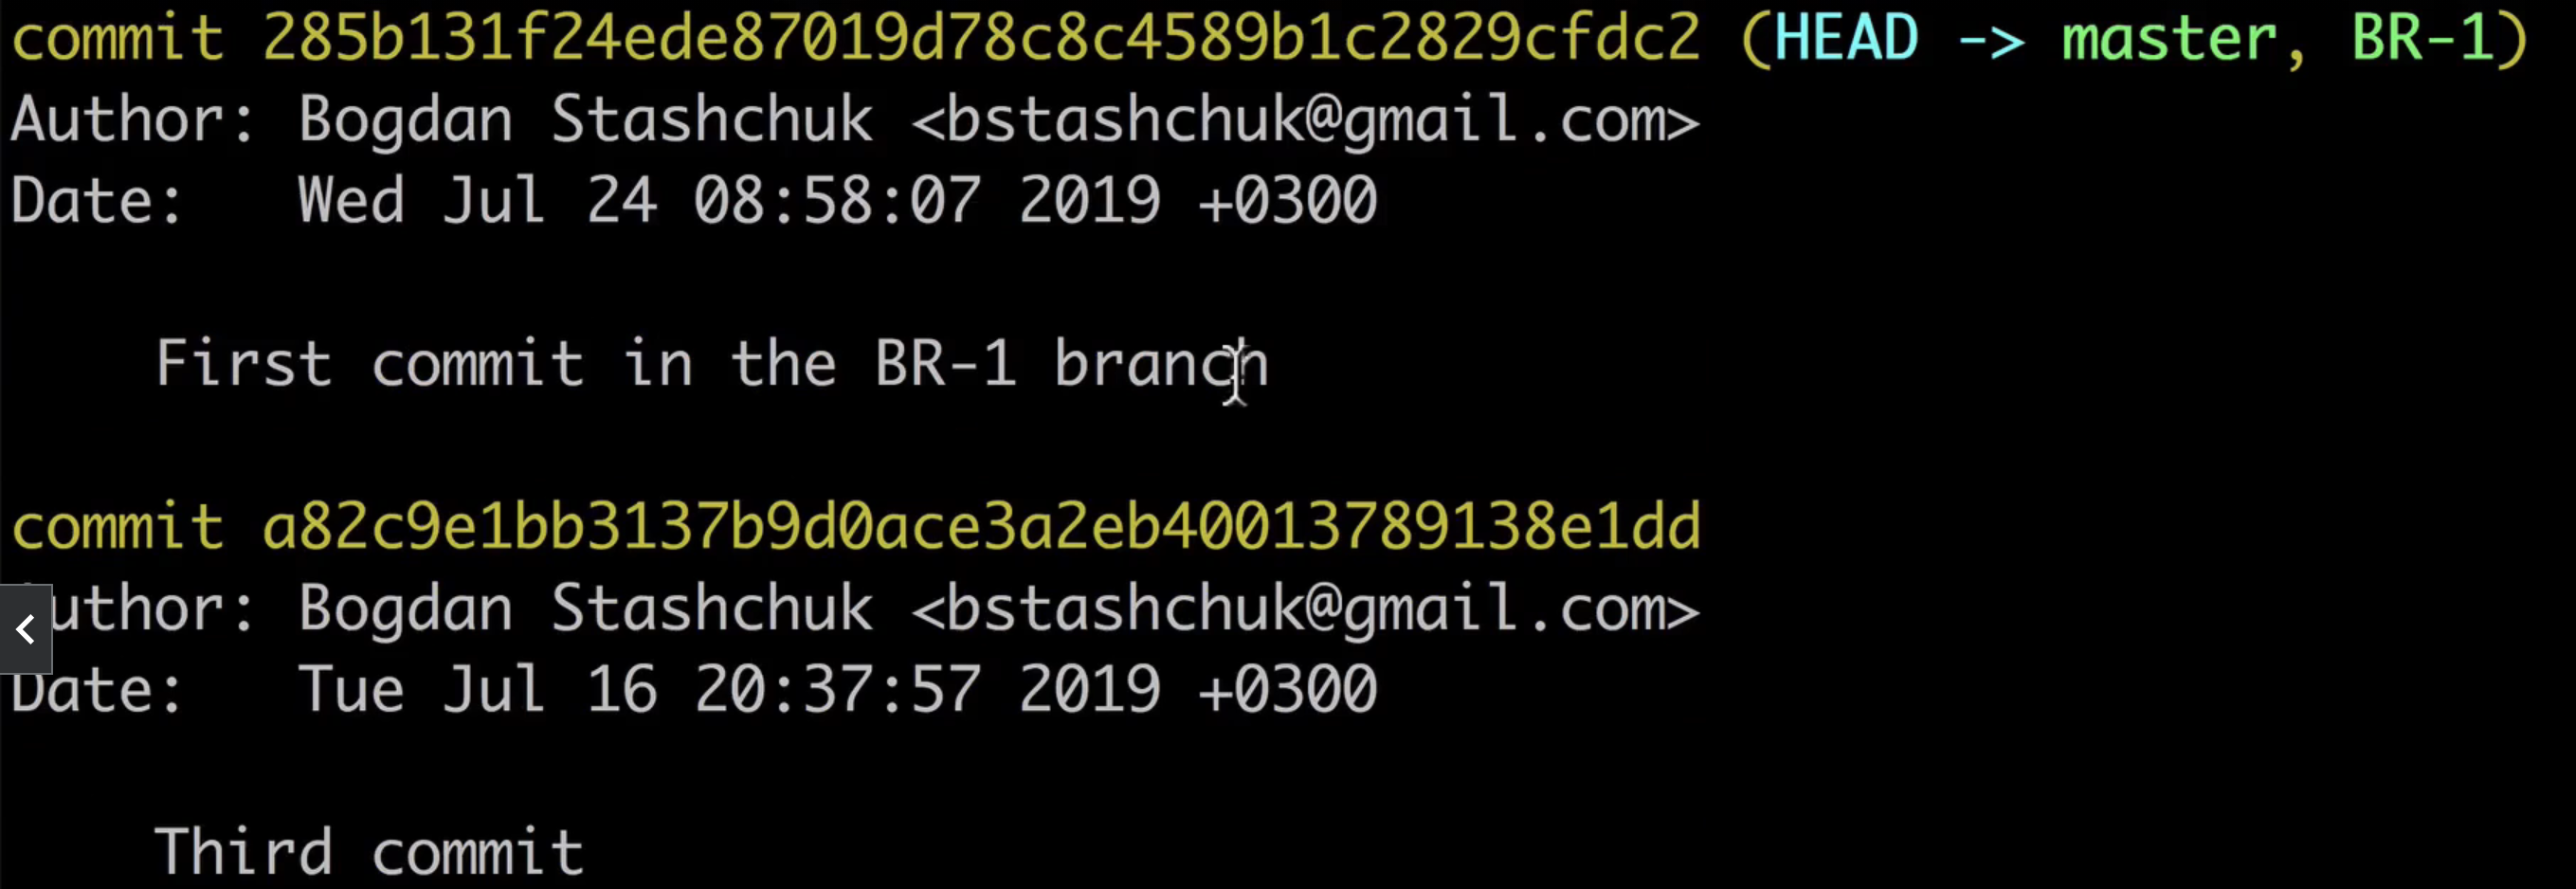 commit 285b131f24ede87019d78c8c4589b1c2829cfdc2 (HEAD -> master, BR-1)
Author: Bogdan Stashchuk <bstashchuk@gmail.com>
Date:   Wed Jul 24 08:58:07 2019 +0300
First commit in the BR-1 branch
commit a82c9e1bb3137b9d0ace3a2eb40013789138e1dd
Author: Bogdan Stashchuk <bstashchuk@gmail.com>
Date:   Tue Jul 16 20:37:57 2019 +0300
Third commit